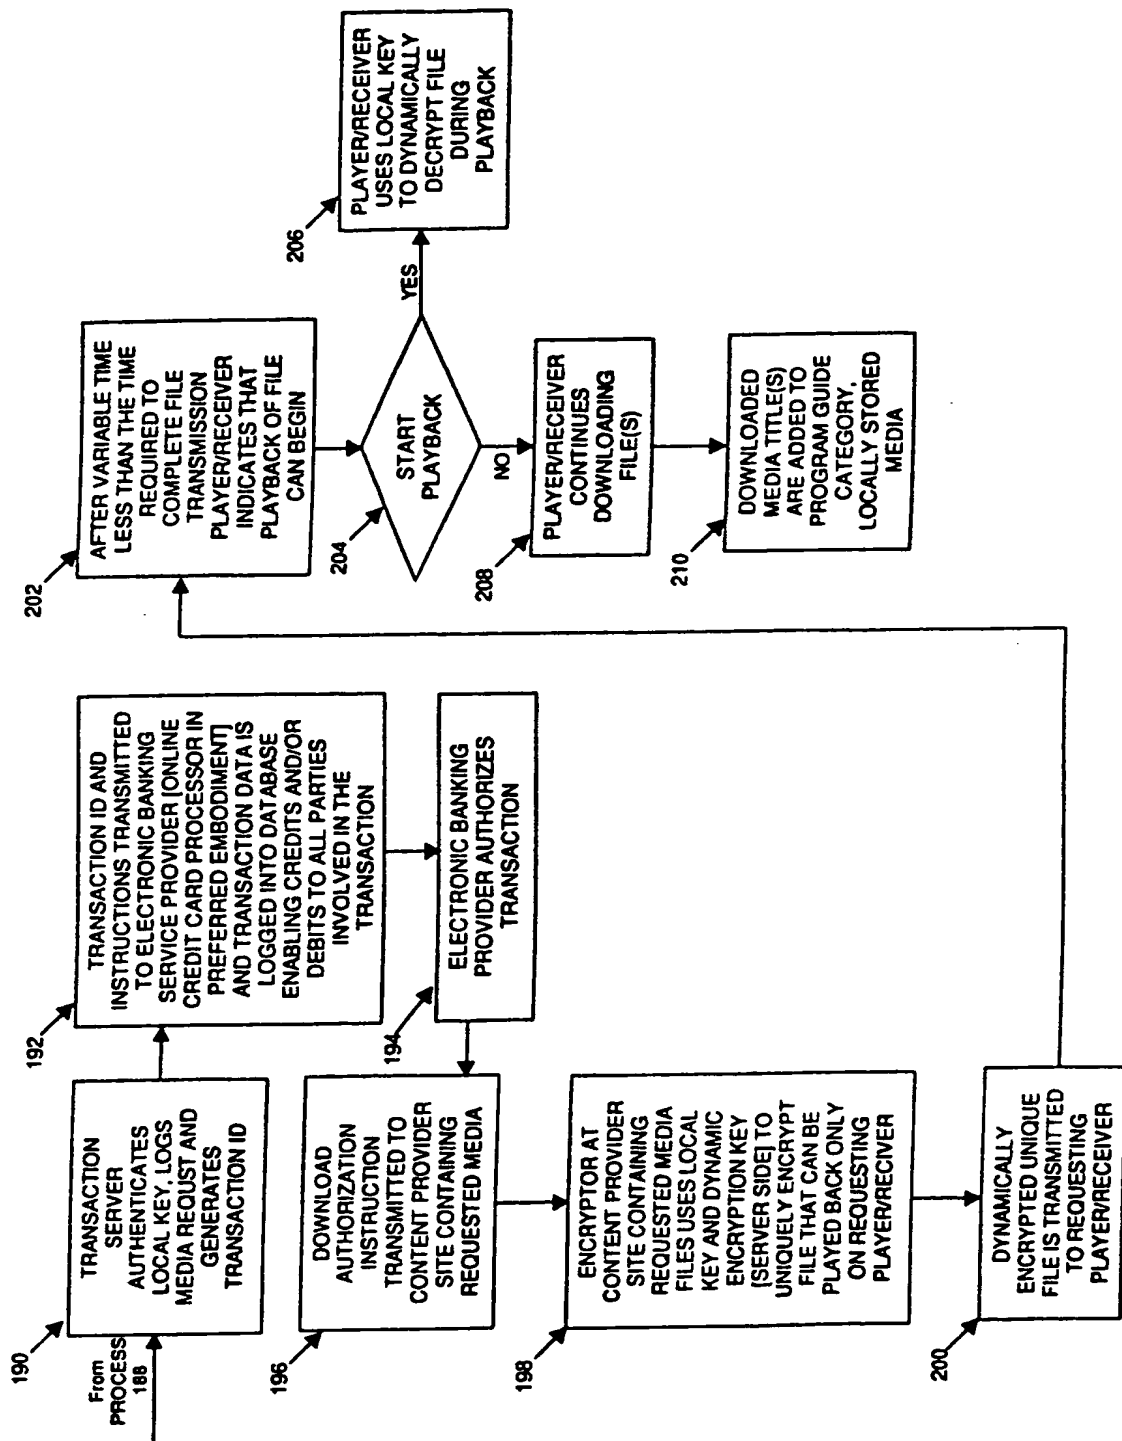 From
PROCESS
188
190
TRANSACTION
SERVER
AUTHENTICATES
LOCAL KEY, LOGS
MEDIA REQUST AND
GENERATES
TRANSACTION ID
192
TRANSACTION ID AND
INSTRUCTIONS TRANSMITTED
TO ELECTRONIC BANKING
SERVICE PROVIDER [ONLINE
CREDIT CARD PROCESSOR IN
PREFERRED EMBODIMENT]
AND TRANSACTION DATA IS
LOGGED INTO DATABASE
ENABLING CREDITS AND/OR
DEBITS TO ALL PARTIES
INVOLVED IN THE
TRANSACTION
194
ELECTRONIC BANKING
PROVIDER AUTHORIZES
TRANSACTION
196
DOWNLOAD
AUTHORIZATION
INSTRUCTION
TRANSMITTED TO
CONTENT PROVIDER
SITE CONTAINING
REQUESTED MEDIA
198
ENCRYPTOR AT
CONTENT PROVIDER
SITE CONTAINING
REQUESTED MEDIA
FILES USES LOCAL
KEY AND DYNAMIC
ENCRYPTION KEY
[SERVER SIDE] TO
UNIQUELY ENCRYPT
FILE THAT CAN BE
PLAYED BACK ONLY
ON REQUESTING
PLAYER/RECIVER
200
DYNAMICALLY
ENCRYPTED UNIQUE
FILE IS TRANSMITTED
TO REQUESTING
PLAYER/RECEIVER
202
AFTER VARIABLE TIME
LESS THAN THE TIME
REQUIRED TO
COMPLETE FILE
TRANSMISSION
PLAYER/RECEIVER
INDICATES THAT
PLAYBACK OF FILE
CAN BEGIN
204
START
PLAYBACK
YES
NO
206
PLAYER/RECEIVER
USES LOCAL KEY
TO DYNAMICALLY
DECRYPT FILE
DURING
PLAYBACK
208
PLAYER/RECEIVER
CONTINUES
DOWNLOADING
FILE(S)
210
DOWNLOADED
MEDIA TITLE(S)
ARE ADDED TO
PROGRAM GUIDE
CATEGORY,
LOCALLY STORED
MEDIA